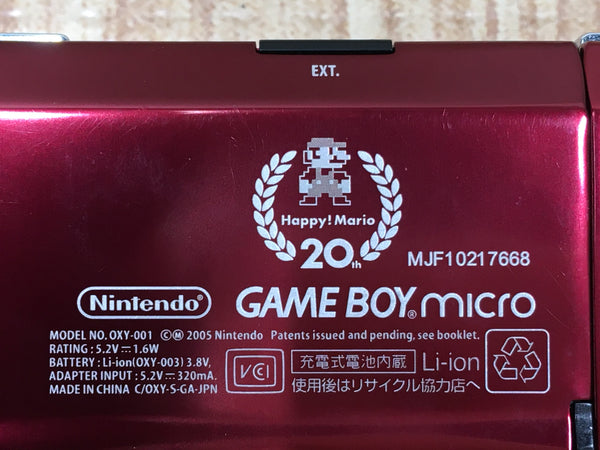 EXT.
Happy! Mario
20th
MJF10217668
Nintendo® GAME BOY® micro
MODEL NO.OXY-001 ©Ⓜ 2005 Nintendo Patents issued and pending, see booklet.
RATING : 5.2V⎓1.6W
BATTERY : Li-ion(OXY-003) 3.8V,
ADAPTER INPUT : 5.2V⎓320mA.
MADE IN CHINA C/OXY-S-GA-JPN
VCI
充電式電池内蔵 Li-ion
使用後はリサイクル協力店へ